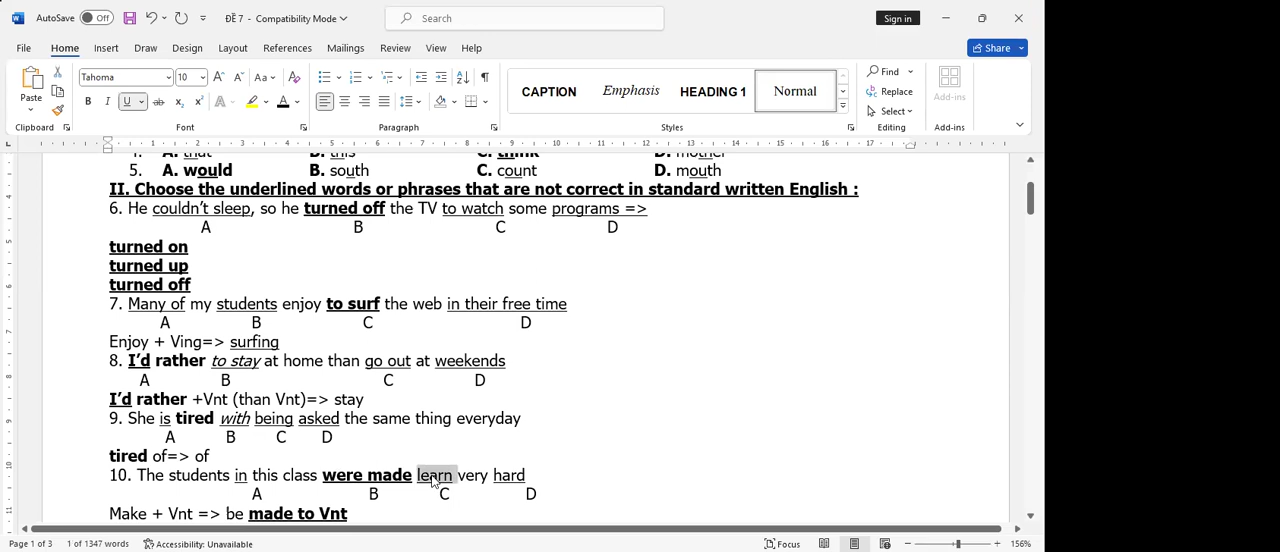 AutoSave Off ĐỀ 7 - Compatibility Mode Search Sign in
File Home Insert Draw Design Layout References Mailings Review View Help Share
Tahoma 10 CAPTION Emphasis HEADING 1 Normal Find Replace Select
Paste Add-ins
Clipboard Font Paragraph Styles Editing Add-ins
4. A. that B. this C. think D. mother
5. A. would B. south C. count D. mouth
II. Choose the underlined words or phrases that are not correct in standard written English :
6. He couldn't sleep, so he turned off the TV to watch some programs =>
A B C D
turned on
turned up
turned off
7. Many of my students enjoy to surf the web in their free time
A B C D
Enjoy + Ving=> surfing
8. I'd rather to stay at home than go out at weekends
A B C D
I'd rather +Vnt (than Vnt)=> stay
9. She is tired with being asked the same thing everyday
A B C D
tired of=> of
10. The students in this class were made learn very hard
A B C D
Make + Vnt => be made to Vnt
Page 1 of 3 1 of 1347 words Accessibility: Unavailable Focus 156%